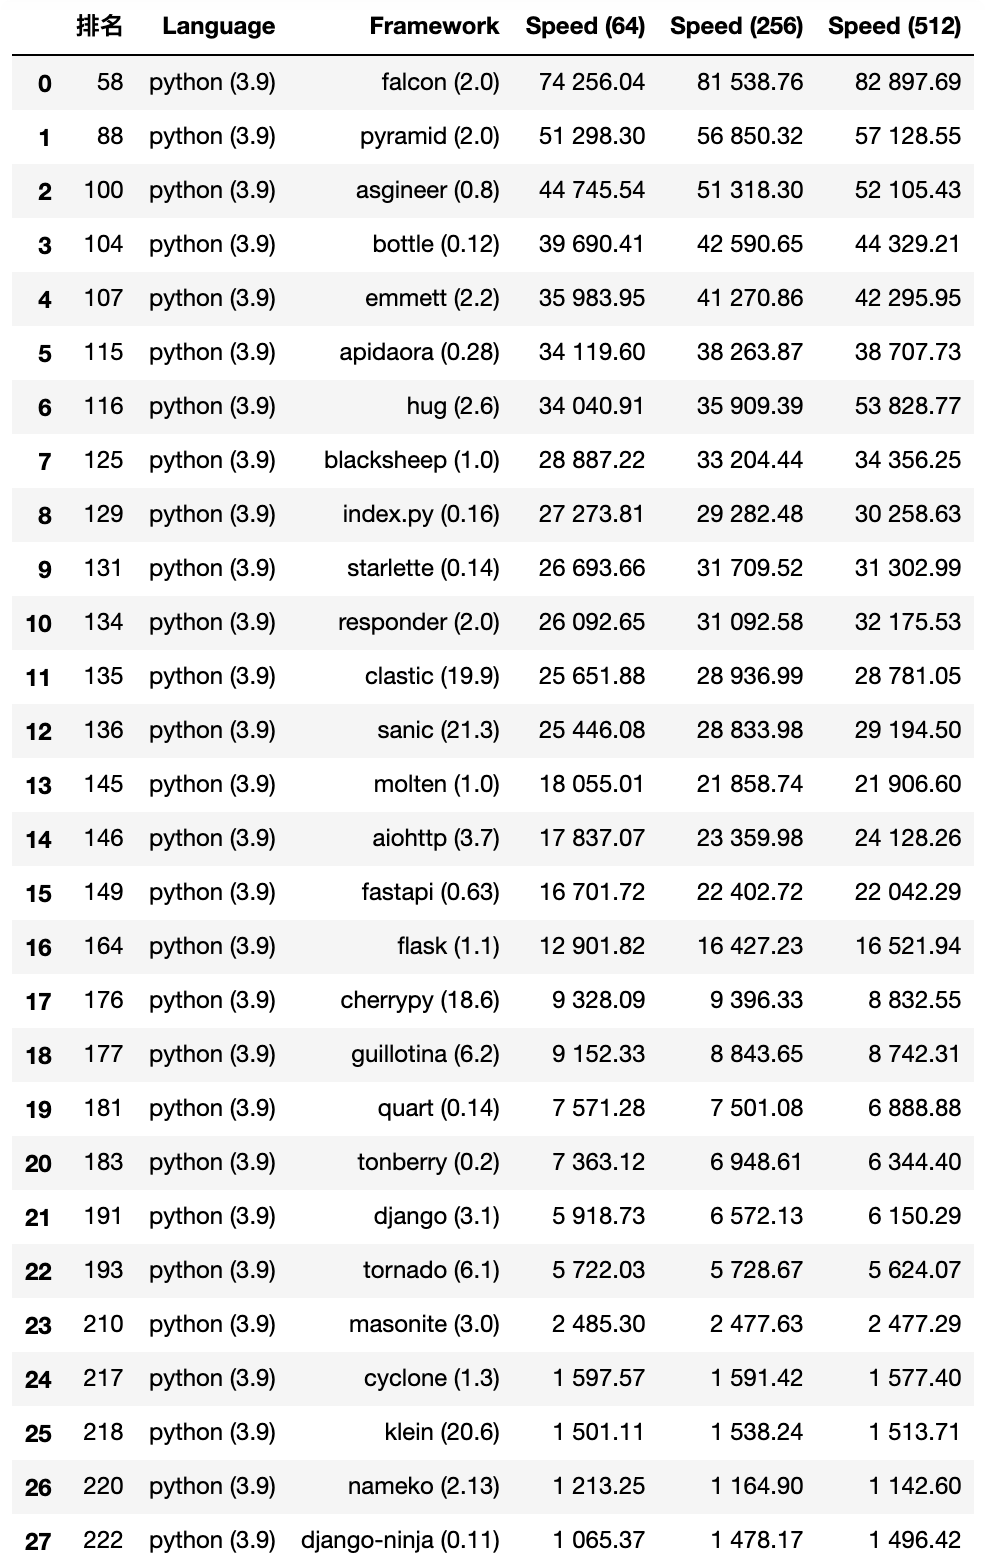 排名 Language Framework Speed (64) Speed (256) Speed (512)
0 58 python (3.9) falcon (2.0) 74 256.04 81 538.76 82 897.69
1 88 python (3.9) pyramid (2.0) 51 298.30 56 850.32 57 128.55
2 100 python (3.9) asgineer (0.8) 44 745.54 51 318.30 52 105.43
3 104 python (3.9) bottle (0.12) 39 690.41 42 590.65 44 329.21
4 107 python (3.9) emmett (2.2) 35 983.95 41 270.86 42 295.95
5 115 python (3.9) apidaora (0.28) 34 119.60 38 263.87 38 707.73
6 116 python (3.9) hug (2.6) 34 040.91 35 909.39 53 828.77
7 125 python (3.9) blacksheep (1.0) 28 887.22 33 204.44 34 356.25
8 129 python (3.9) index.py (0.16) 27 273.81 29 282.48 30 258.63
9 131 python (3.9) starlette (0.14) 26 693.66 31 709.52 31 302.99
10 134 python (3.9) responder (2.0) 26 092.65 31 092.58 32 175.53
11 135 python (3.9) clastic (19.9) 25 651.88 28 936.99 28 781.05
12 136 python (3.9) sanic (21.3) 25 446.08 28 833.98 29 194.50
13 145 python (3.9) molten (1.0) 18 055.01 21 858.74 21 906.60
14 146 python (3.9) aiohttp (3.7) 17 837.07 23 359.98 24 128.26
15 149 python (3.9) fastapi (0.63) 16 701.72 22 402.72 22 042.29
16 164 python (3.9) flask (1.1) 12 901.82 16 427.23 16 521.94
17 176 python (3.9) cherrypy (18.6) 9 328.09 9 396.33 8 832.55
18 177 python (3.9) guillotina (6.2) 9 152.33 8 843.65 8 742.31
19 181 python (3.9) quart (0.14) 7 571.28 7 501.08 6 888.88
20 183 python (3.9) tonberry (0.2) 7 363.12 6 948.61 6 344.40
21 191 python (3.9) django (3.1) 5 918.73 6 572.13 6 150.29
22 193 python (3.9) tornado (6.1) 5 722.03 5 728.67 5 624.07
23 210 python (3.9) masonite (3.0) 2 485.30 2 477.63 2 477.29
24 217 python (3.9) cyclone (1.3) 1 597.57 1 591.42 1 577.40
25 218 python (3.9) klein (20.6) 1 501.11 1 538.24 1 513.71
26 220 python (3.9) nameko (2.13) 1 213.25 1 164.90 1 142.60
27 222 python (3.9) django-ninja (0.11) 1 065.37 1 478.17 1 496.42